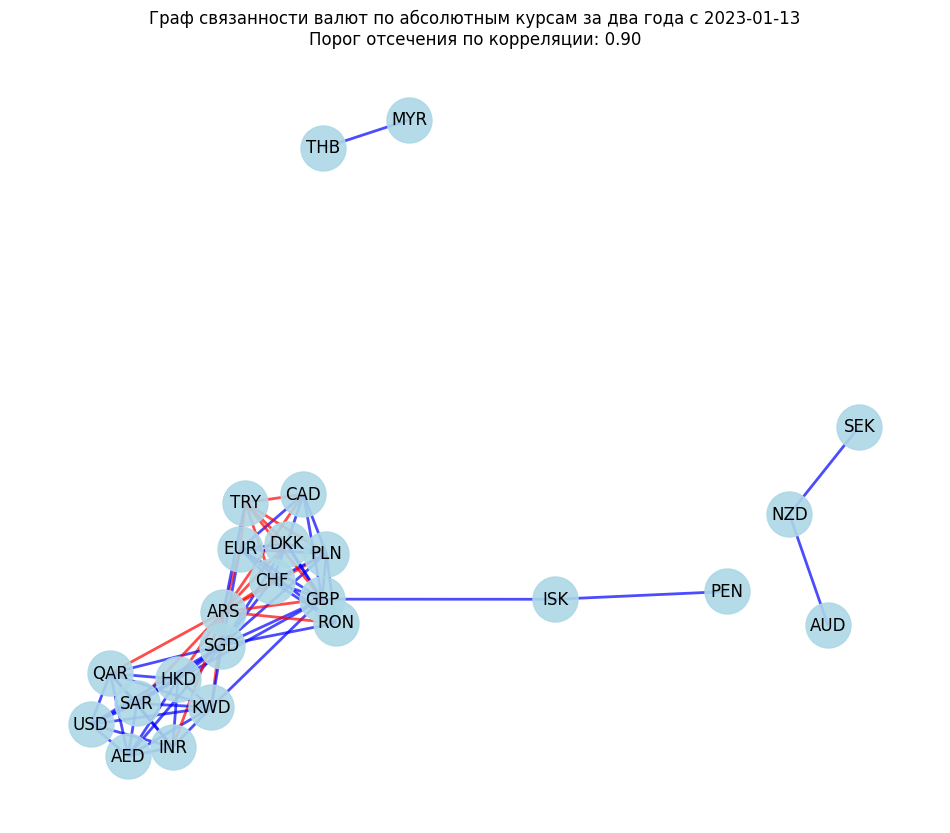 Граф связанности валют по абсолютным курсам за два года с 2023-01-13
Порог отсечения по корреляции: 0.90
MYR
THB
SEK
CAD
TRY
NZD
DKK
EUR
PLN
CHF
PEN
GBP
ISK
ARS
RON
AUD
SGD
QAR
HKD
SAR
KWD
USD
INR
AED